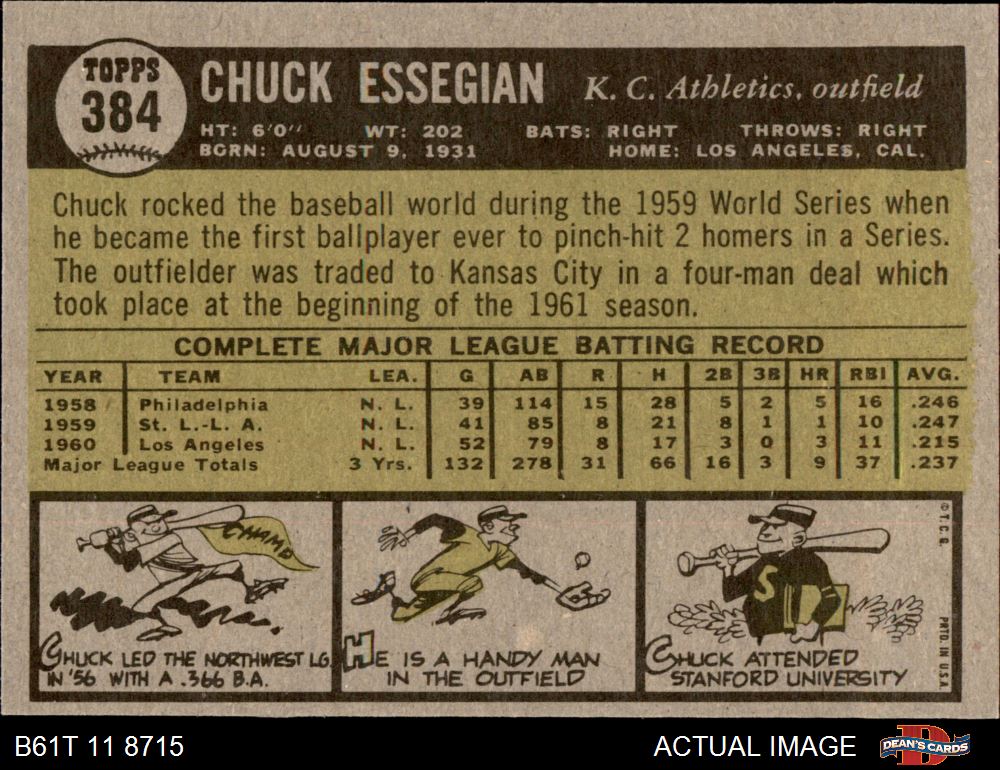 TOPPS
384
CHUCK ESSEGIAN K. C. Athletics, outfield
HT: 6'0" WT: 202 BATS: RIGHT THROWS: RIGHT
BORN: AUGUST 9, 1931 HOME: LOS ANGELES, CAL.
Chuck rocked the baseball world during the 1959 World Series when
he became the first ballplayer ever to pinch-hit 2 homers in a Series.
The outfielder was traded to Kansas City in a four-man deal which
took place at the beginning of the 1961 season.
COMPLETE MAJOR LEAGUE BATTING RECORD
YEAR TEAM LEA. G AB R H 2B 3B HR RBI AVG.
1958 Philadelphia N. L. 39 114 15 28 5 2 5 16 .246
1959 St. L.-L. A. N. L. 41 85 8 21 8 1 1 10 .247
1960 Los Angeles N. L. 52 79 8 17 3 0 3 11 .215
Major League Totals 3 Yrs. 132 278 31 66 16 3 9 37 .237
CHAMP
CHUCK LED THE NORTHWEST LG.
IN '56 WITH A .366 B.A.
HE IS A HANDY MAN
IN THE OUTFIELD
S
CHUCK ATTENDED
STANFORD UNIVERSITY
© T. C. G.
PRTD. IN U.S.A.
B61T 11 8715 ACTUAL IMAGE
D
DEAN'S CARDS